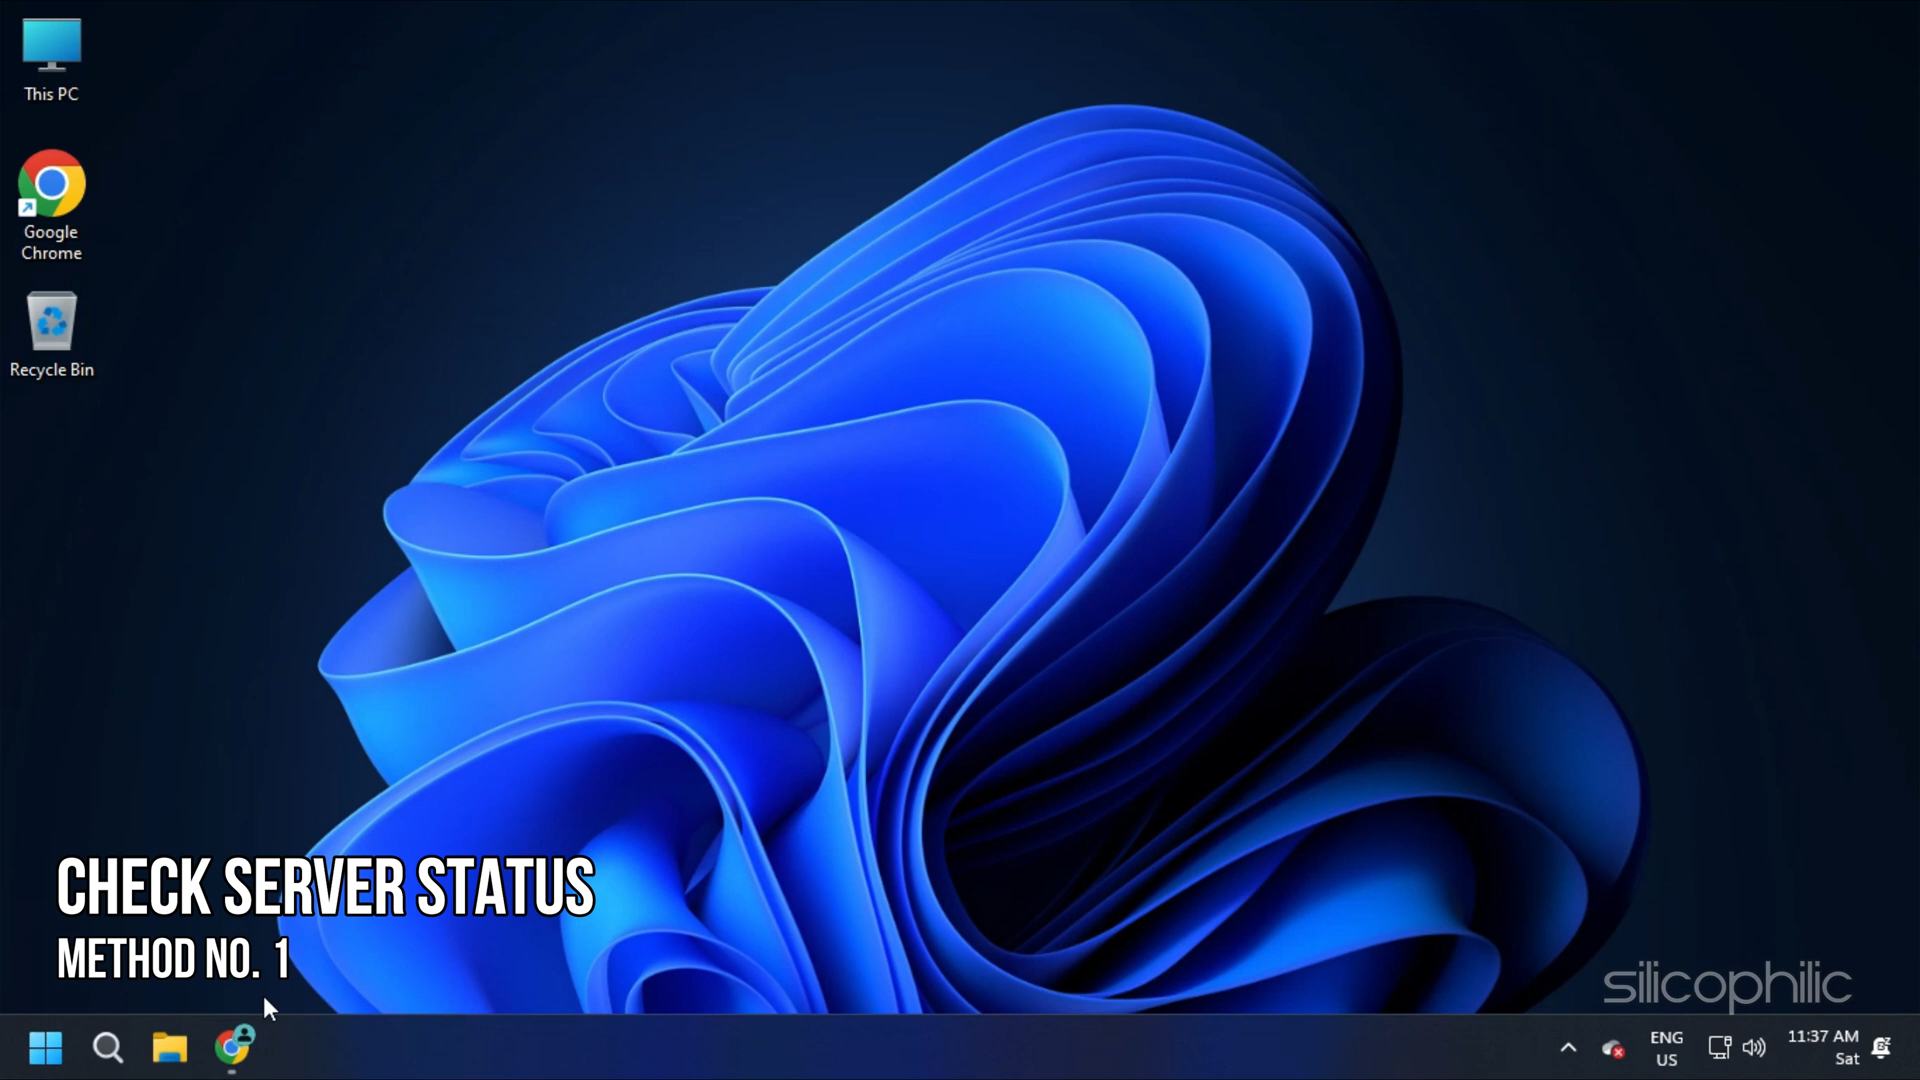 This PC
Google
Chrome
Recycle Bin
CHECK SERVER STATUS
METHOD NO. 1
silicophilic
ENG
US
11:37 AM
Sat